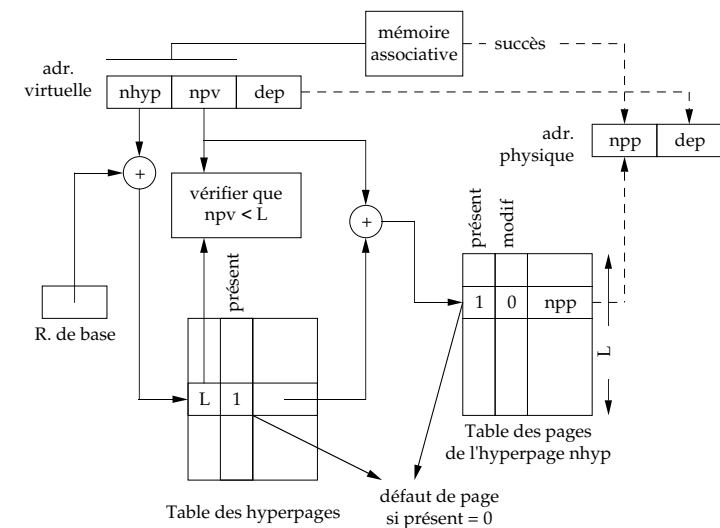 mémoire
associative
succès
adr.
virtuelle
nhyp
npv
dep
adr.
physique
npp
dep
+
vérifier que
npv < L
+
présent
modif
présent
1
0
npp
L
R. de base
L
1
Table des pages
de l'hyperpage nhyp
Table des hyperpages
défaut de page
si présent = 0